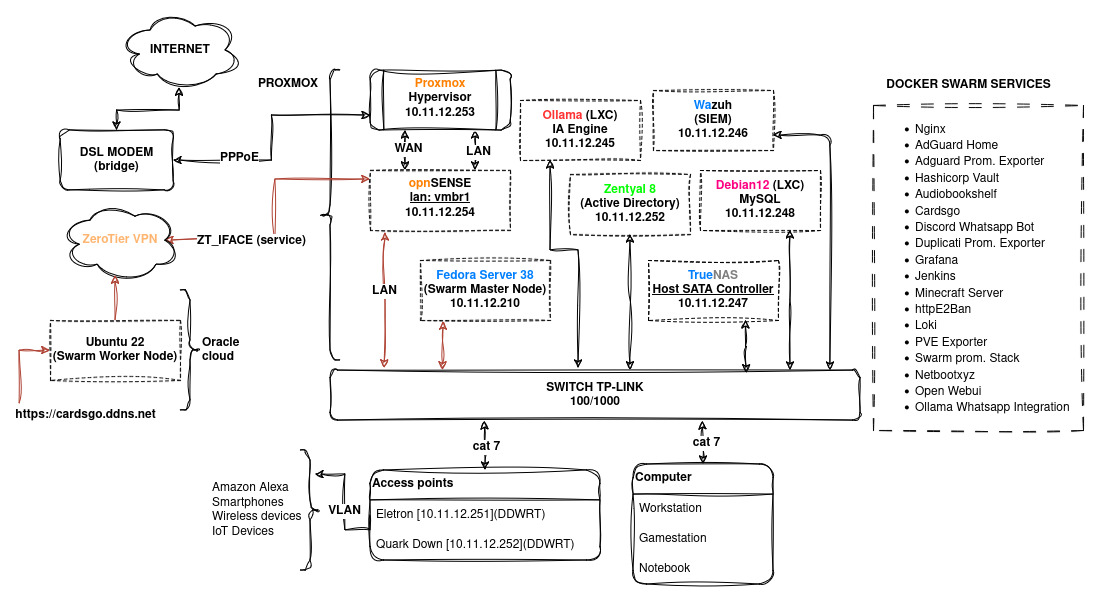 INTERNET
DSL MODEM
(bridge)
PPPoE
PROXMOX
Proxmox
Hypervisor
10.11.12.253
WAN
LAN
opnSENSE
lan: vmbr1
10.11.12.254
Ollama (LXC)
IA Engine
10.11.12.245
Wazuh
(SIEM)
10.11.12.246
Zentyal 8
(Active Directory)
10.11.12.252
Debian12 (LXC)
MySQL
10.11.12.248
ZeroTier VPN
ZT_IFACE (service)
LAN
Fedora Server 38
(Swarm Master Node)
10.11.12.210
TrueNAS
Host SATA Controller
10.11.12.247
Ubuntu 22
(Swarm Worker Node)
Oracle
cloud
https://cardsgo.ddns.net
SWITCH TP-LINK
100/1000
cat 7
cat 7
Amazon Alexa
Smartphones
Wireless devices
IoT Devices
VLAN
Access points
Eletron [10.11.12.251](DDWRT)
Quark Down [10.11.12.252](DDWRT)
Computer
Workstation
Gamestation
Notebook
DOCKER SWARM SERVICES
• Nginx
• AdGuard Home
• Adguard Prom. Exporter
• Hashicorp Vault
• Audiobookshelf
• Cardsgo
• Discord Whatsapp Bot
• Duplicati Prom. Exporter
• Grafana
• Jenkins
• Minecraft Server
• httpE2Ban
• Loki
• PVE Exporter
• Swarm prom. Stack
• Netbootxyz
• Open Webui
• Ollama Whatsapp Integration